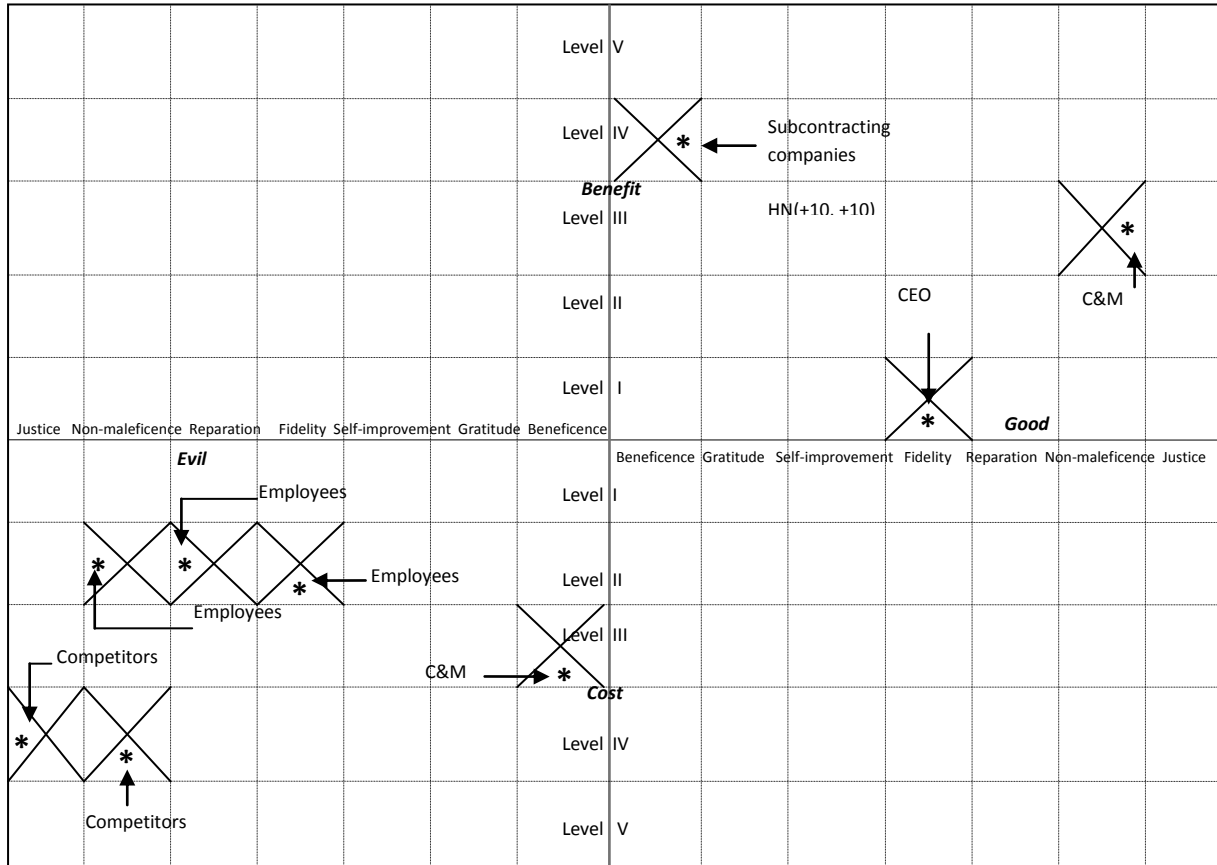 Level V
Level IV
Subcontracting
companies
*
Benefit
HN(+10, +10)
Level III
*
CEO
C&M
Level II
Level I
*
Good
Justice Non-maleficence Reparation Fidelity Self-improvement Gratitude Beneficence
Beneficence Gratitude Self-improvement Fidelity Reparation Non-maleficence Justice
Evil
Employees
Level I
*
*
Employees
Level II
*
Employees
Level III
Competitors
C&M
*
Cost
*
Level IV
*
Competitors
Level V